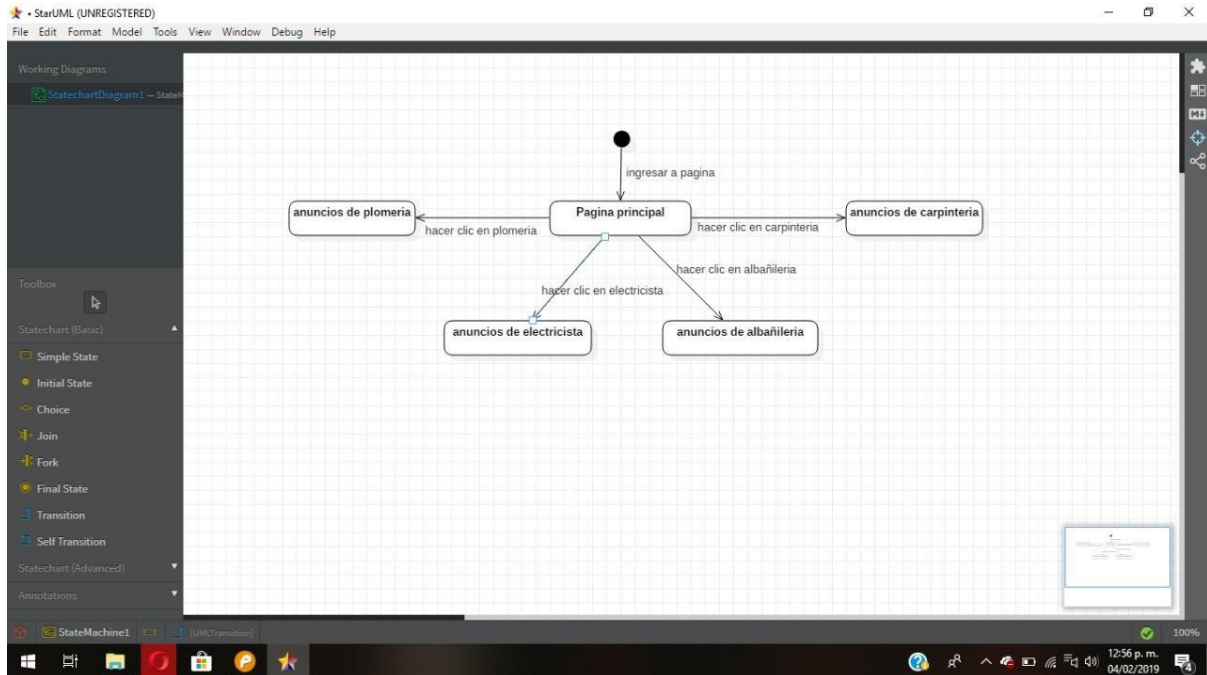 • StarUML (UNREGISTERED)
File Edit Format Model Tools View Window Debug Help
Working Diagrams
StatechartDiagram1 — StateM
ingresar a pagina
anuncios de plomeria
Pagina principal
anuncios de carpinteria
hacer clic en plomeria
hacer clic en carpinteria
hacer clic en albañileria
hacer clic en electricista
anuncios de electricista
anuncios de albañileria
Toolbox
Statechart (Basic)
Simple State
Initial State
Choice
Join
Fork
Final State
Transition
Self Transition
Statechart (Advanced)
Annotations
StateMachine1
[UMLTransition]
100%
12:56 p. m.
04/02/2019
M
4